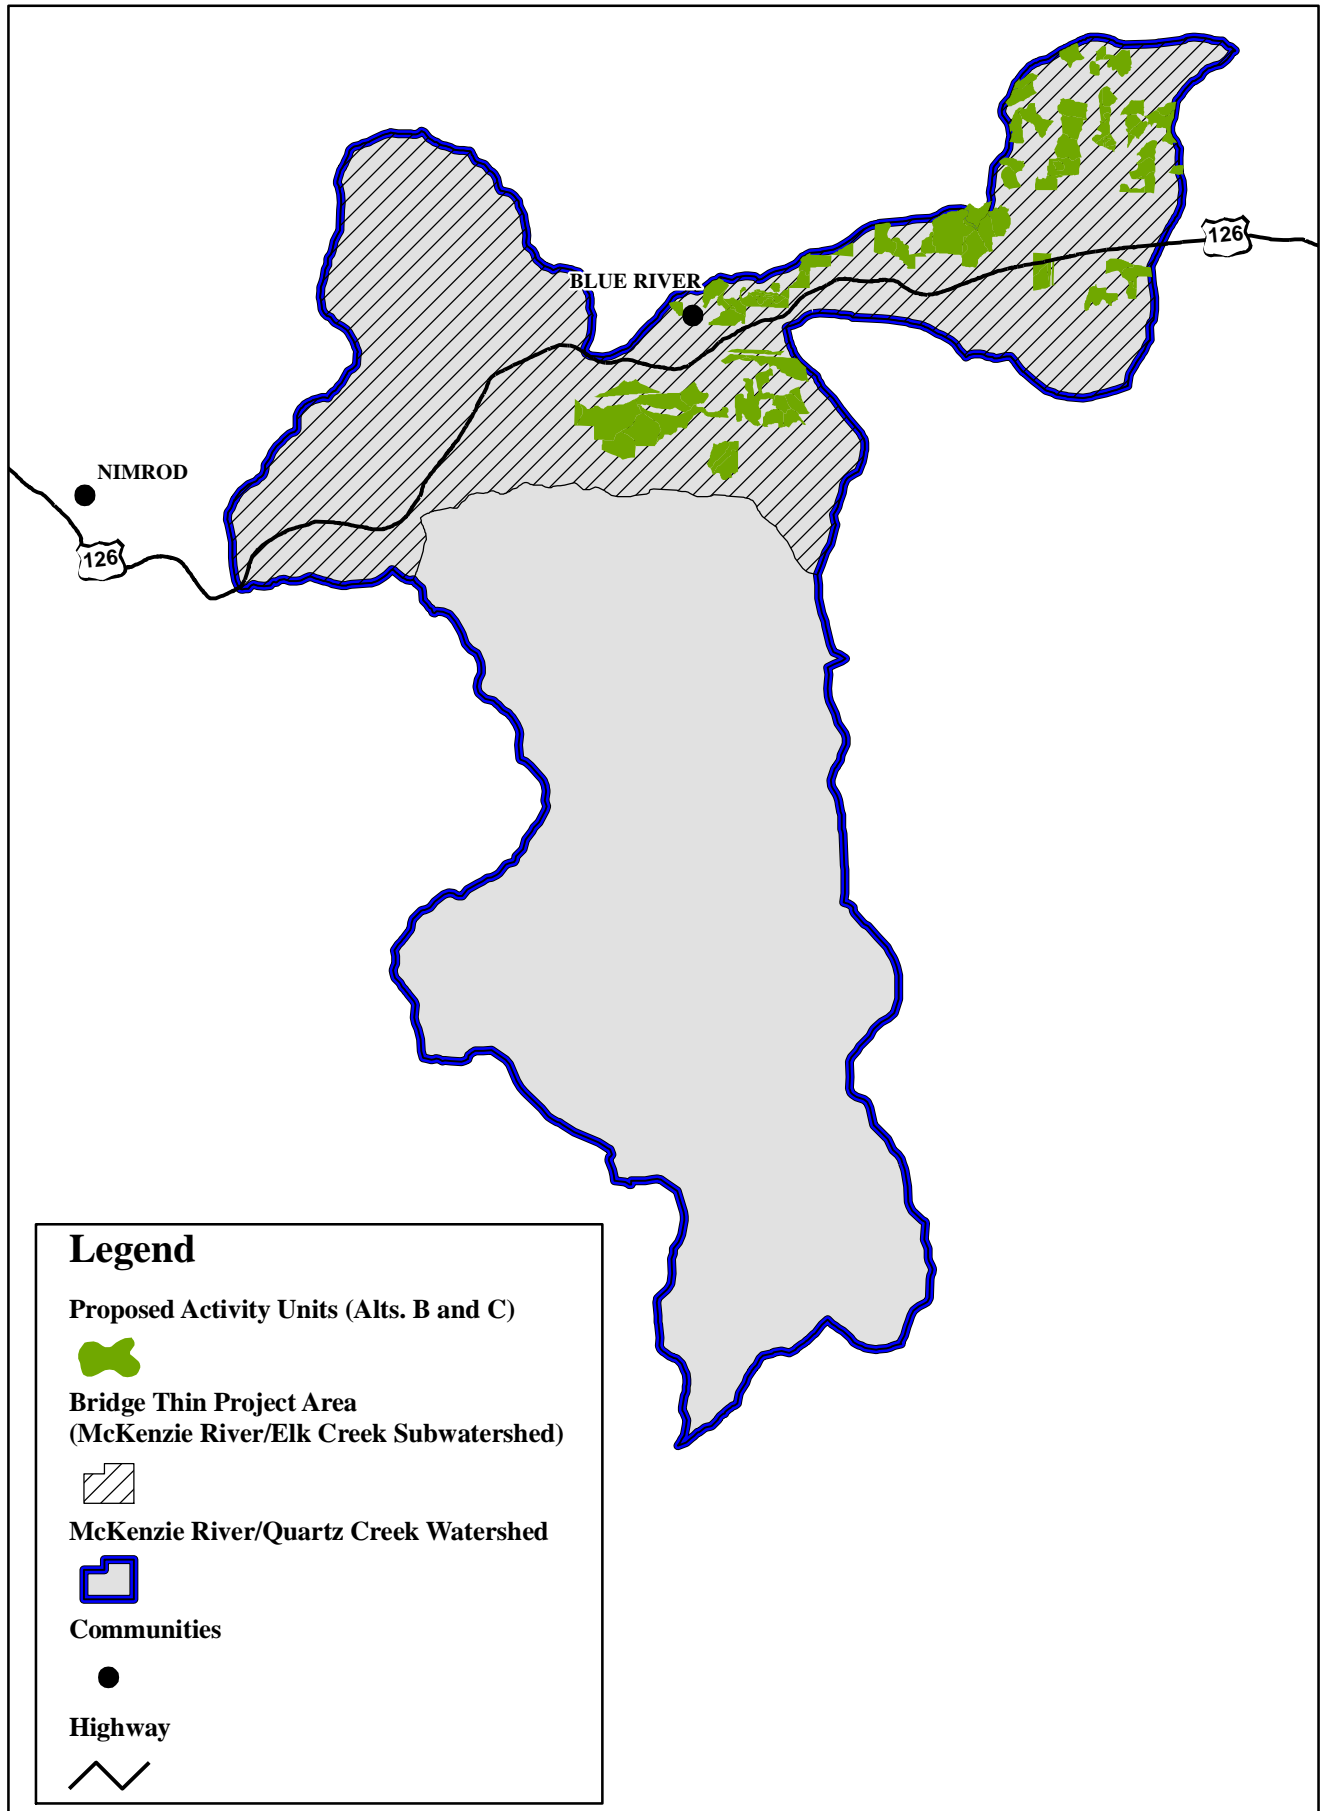 126
BLUE RIVER
NIMROD
126
Legend
Proposed Activity Units (Alts. B and C)
Bridge Thin Project Area
(McKenzie River/Elk Creek Subwatershed)
McKenzie River/Quartz Creek Watershed
Communities
Highway